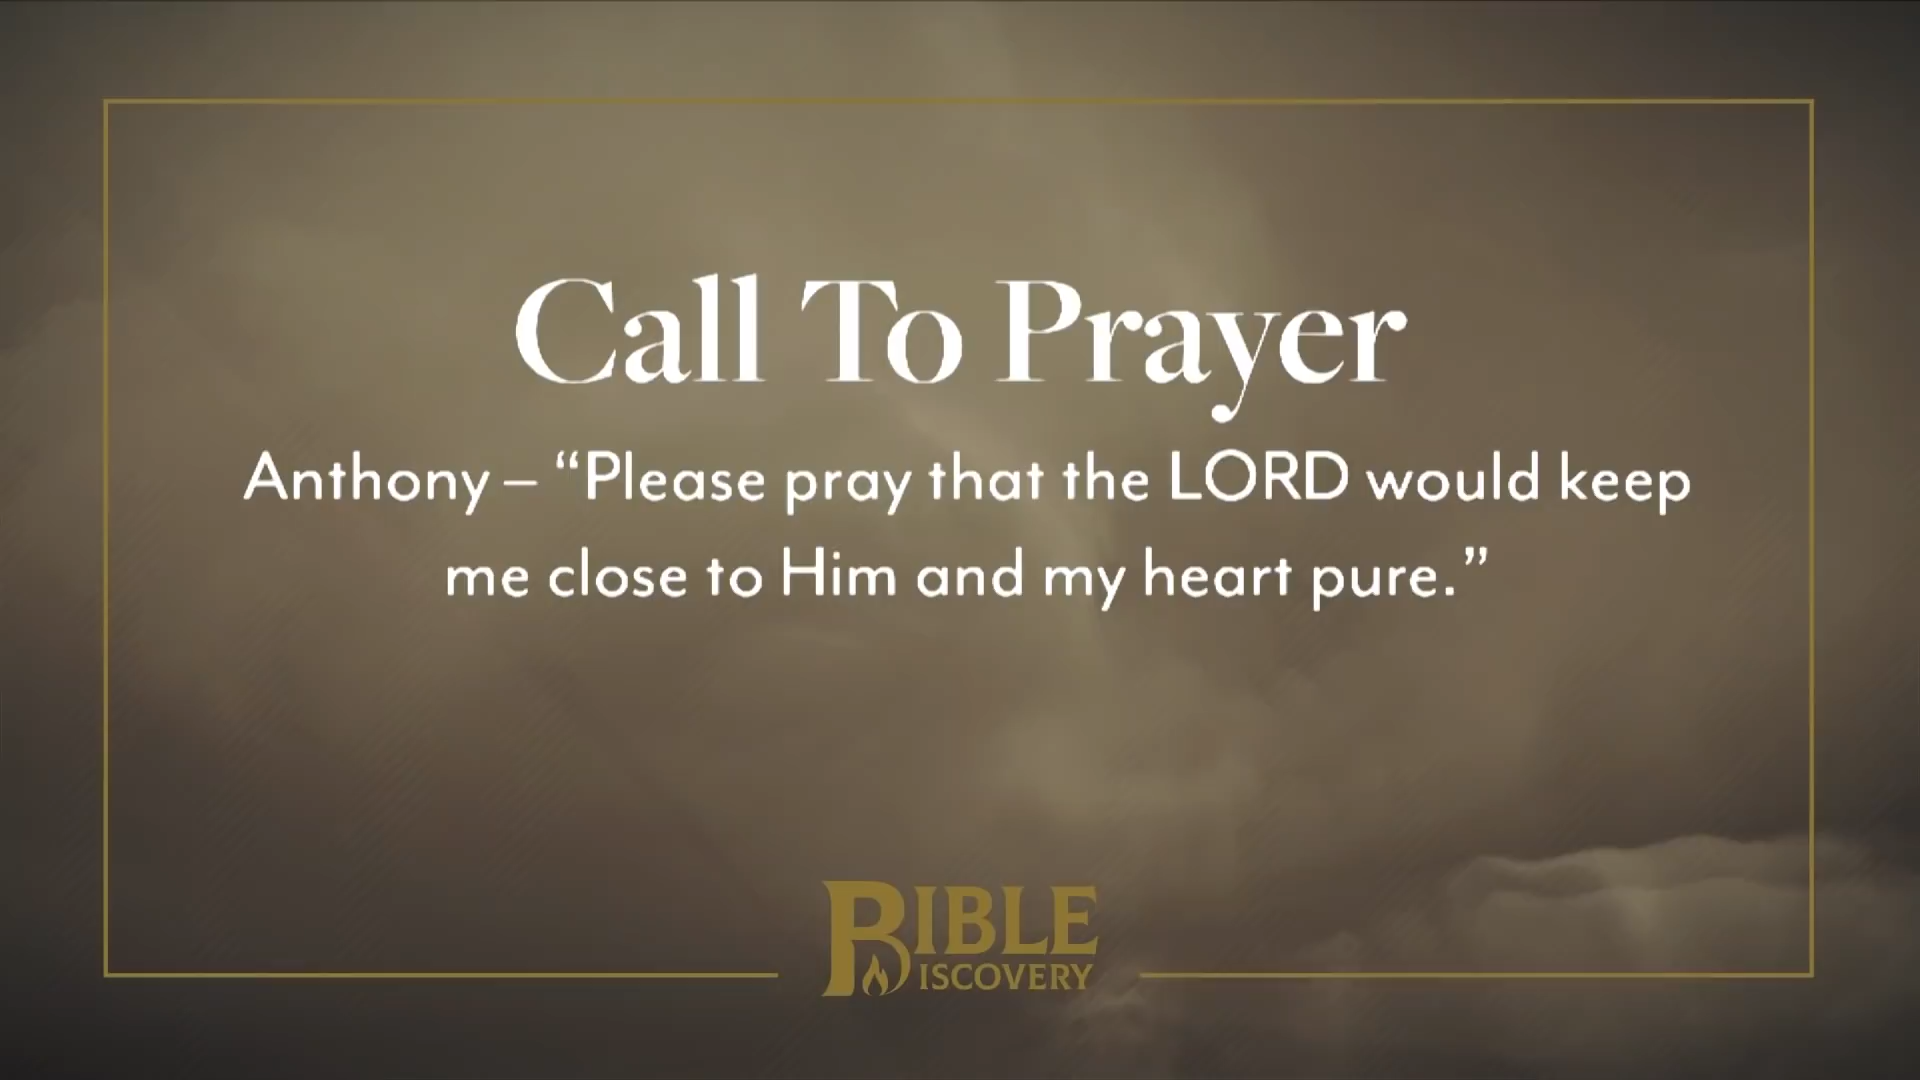 Call To Prayer
Anthony – “Please pray that the LORD would keep
me close to Him and my heart pure.”
BIBLE
DISCOVERY